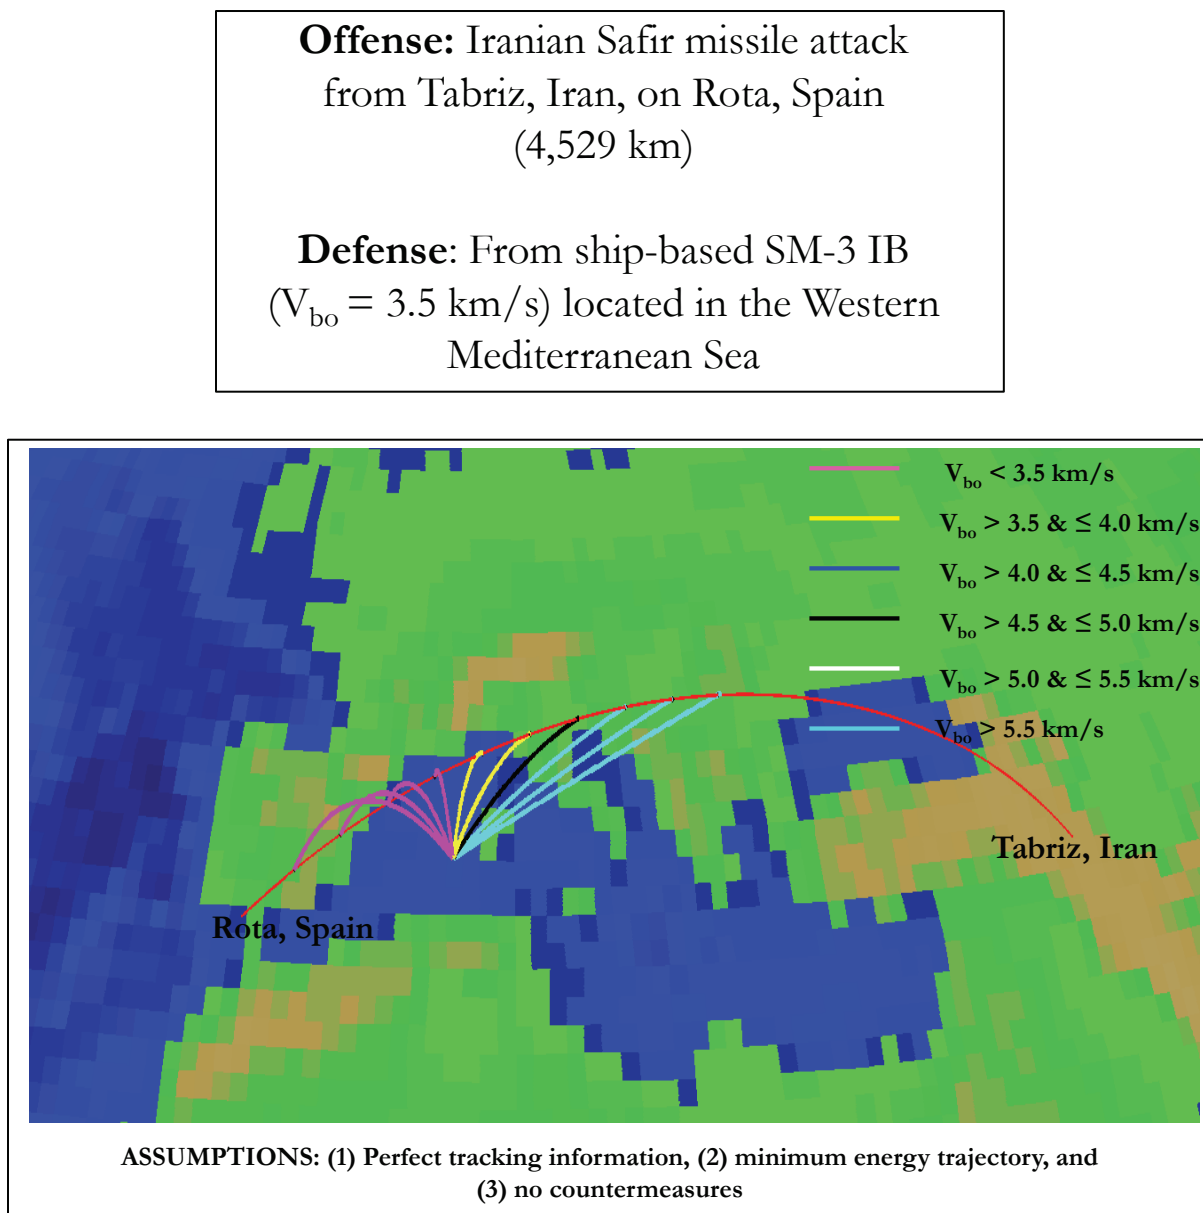 Offense: Iranian Safir missile attack
from Tabriz, Iran, on Rota, Spain
(4,529 km)
Defense: From ship-based SM-3 IB
(Vbo = 3.5 km/s) located in the Western
Mediterranean Sea
Vbo < 3.5 km/s
Vbo > 3.5 & ≤ 4.0 km/s
Vbo > 4.0 & ≤ 4.5 km/s
Vbo > 4.5 & ≤ 5.0 km/s
Vbo > 5.0 & ≤ 5.5 km/s
Vbo > 5.5 km/s
Tabriz, Iran
Rota, Spain
ASSUMPTIONS: (1) Perfect tracking information, (2) minimum energy trajectory, and
(3) no countermeasures